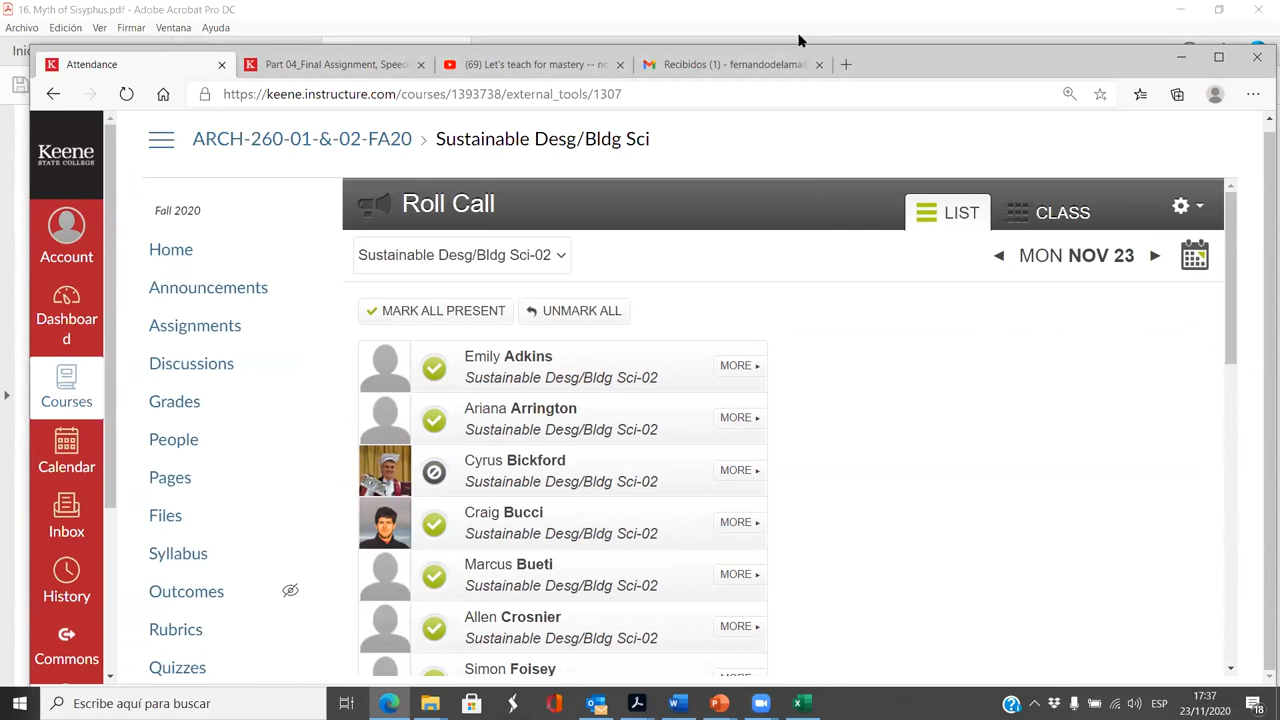 16. Myth of Sisyphus.pdf - Adobe Acrobat Pro DC
Archivo Edición Ver Firmar Ventana Ayuda
Attendance
Part 04_Final Assignment, Speed
(69) Let's teach for mastery -- no
Recibidos (1) - fernandodelama
https://keene.instructure.com/courses/1393738/external_tools/1307
Keene
STATE COLLEGE
ARCH-260-01-&-02-FA20 › Sustainable Desg/Bldg Sci
Account
Dashboar
d
Courses
Calendar
Inbox
History
Commons
Fall 2020
Home
Announcements
Assignments
Discussions
Grades
People
Pages
Files
Syllabus
Outcomes
Rubrics
Quizzes
Roll Call
LIST
CLASS
Sustainable Desg/Bldg Sci-02
MON NOV 23
MARK ALL PRESENT
UNMARK ALL
Emily Adkins
Sustainable Desg/Bldg Sci-02
MORE
Ariana Arrington
Sustainable Desg/Bldg Sci-02
MORE
Cyrus Bickford
Sustainable Desg/Bldg Sci-02
MORE
Craig Bucci
Sustainable Desg/Bldg Sci-02
MORE
Marcus Bueti
Sustainable Desg/Bldg Sci-02
MORE
Allen Crosnier
Sustainable Desg/Bldg Sci-02
MORE
Simon Foisey
Escribe aquí para buscar
ESP
17:37
23/11/2020
18